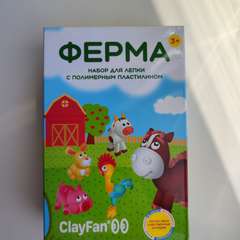 3+
ФЕРМА
НАБОР ДЛЯ ЛЕПКИ
С ПОЛИМЕРНЫМ ПЛАСТИЛИНОМ
ClayFan